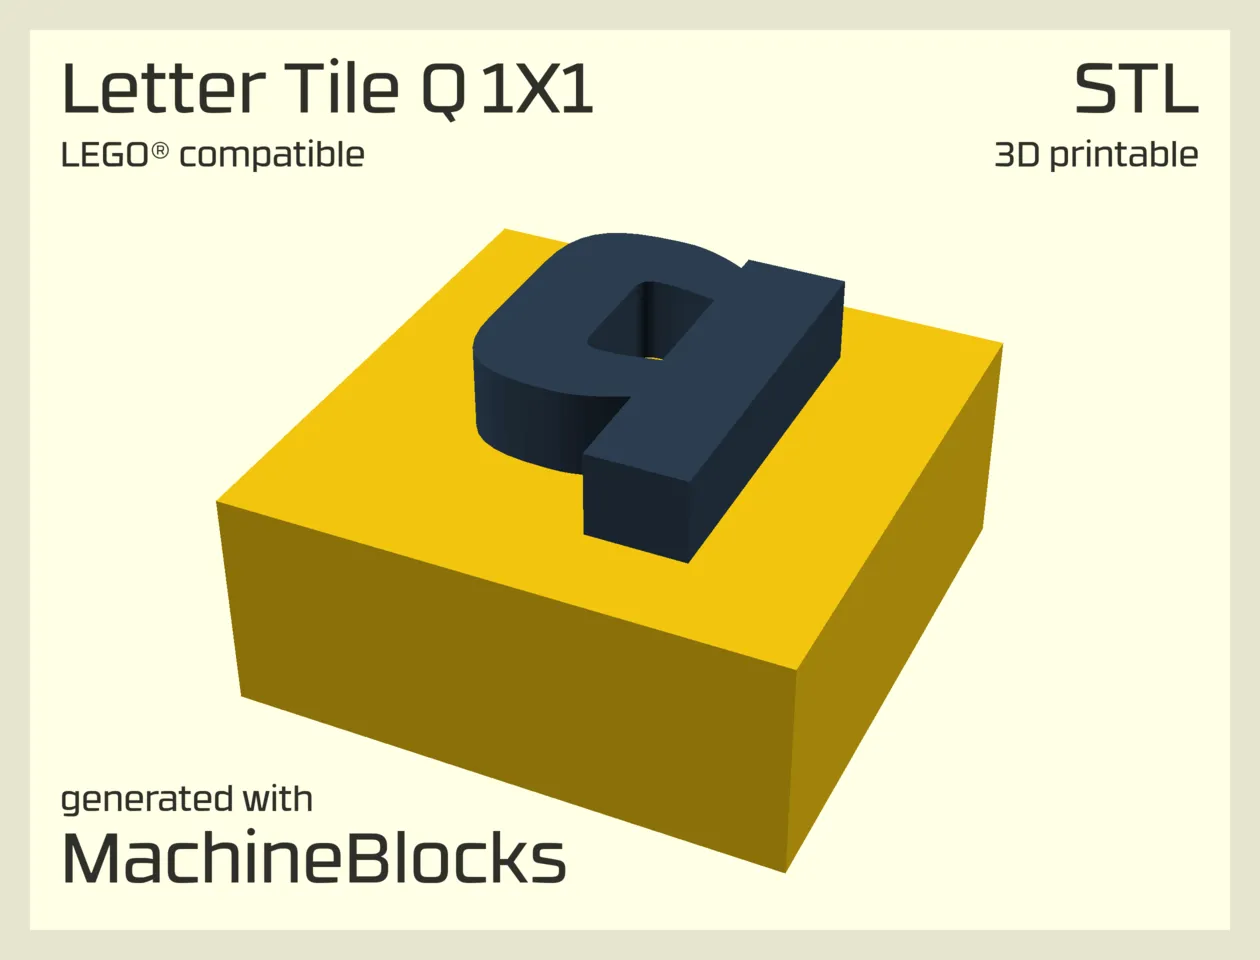 Letter Tile Q 1X1
STL
LEGO® compatible
3D printable
q
generated with
MachineBlocks